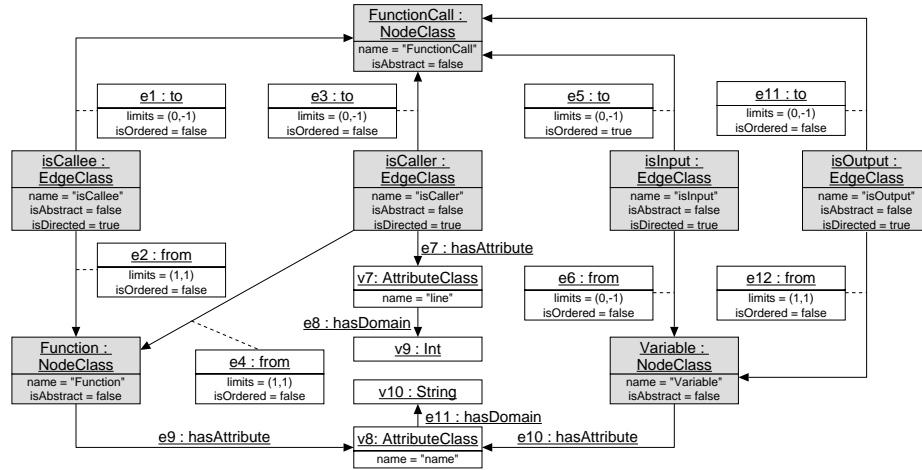 FunctionCall :
NodeClass
name = "FunctionCall"
isAbstract = false
e1 : to
limits = (0,-1)
isOrdered = false
e3 : to
limits = (0,-1)
isOrdered = false
e5 : to
limits = (0,-1)
isOrdered = true
e11 : to
limits = (0,-1)
isOrdered = false
isCallee :
EdgeClass
name = "isCallee"
isAbstract = false
isDirected = true
isCaller :
EdgeClass
name = "isCaller"
isAbstract = false
isDirected = true
isInput :
EdgeClass
name = "isInput"
isAbstract = false
isDirected = true
isOutput :
EdgeClass
name = "isOutput"
isAbstract = false
isDirected = true
e2 : from
limits = (1,1)
isOrdered = false
e7 : hasAttribute
v7: AttributeClass
name = "line"
e6 : from
limits = (0,-1)
isOrdered = false
e12 : from
limits = (1,1)
isOrdered = false
e8 : hasDomain
v9 : Int
Function :
NodeClass
name = "Function"
isAbstract = false
e4 : from
limits = (1,1)
isOrdered = false
Variable :
NodeClass
name = "Variable"
isAbstract = false
v10 : String
e11 : hasDomain
e9 : hasAttribute
v8: AttributeClass
name = "name"
e10 : hasAttribute